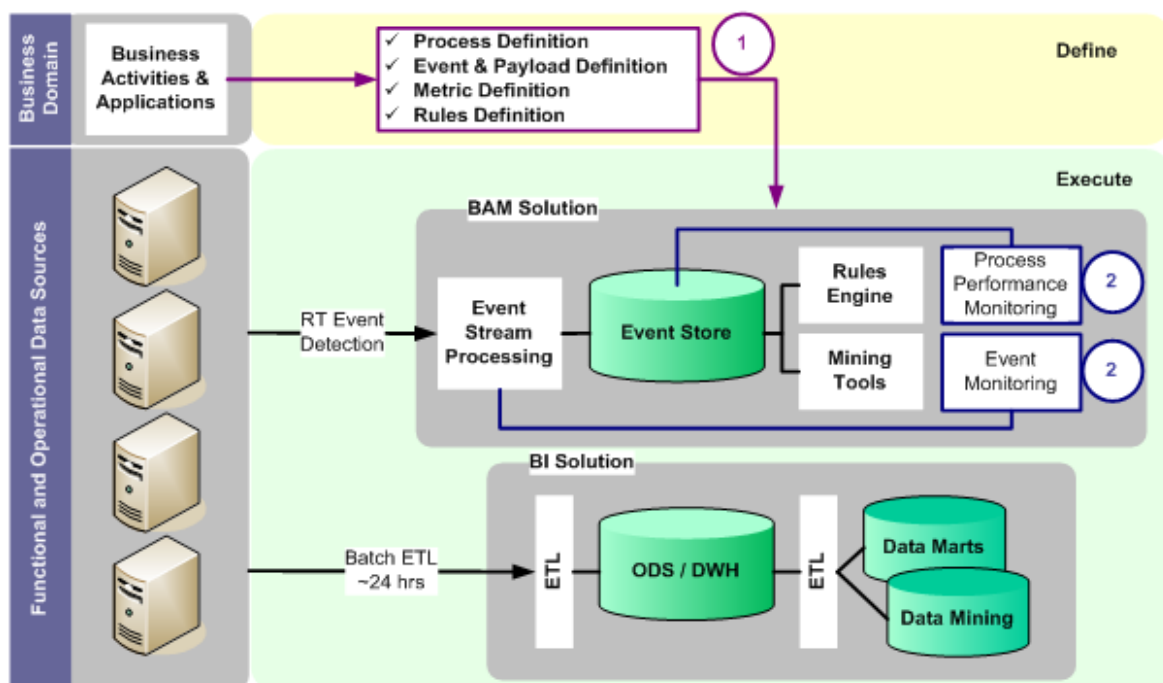 Business
Domain
Business
Activities &
Applications
✓ Process Definition
✓ Event & Payload Definition
✓ Metric Definition
✓ Rules Definition
1
Define
Functional and Operational Data Sources
Execute
BAM Solution
RT Event
Detection
Event
Stream
Processing
Event Store
Rules
Engine
Mining
Tools
Process
Performance
Monitoring
2
Event
Monitoring
2
BI Solution
Batch ETL
~24 hrs
ETL
ODS / DWH
ETL
Data Marts
Data Mining